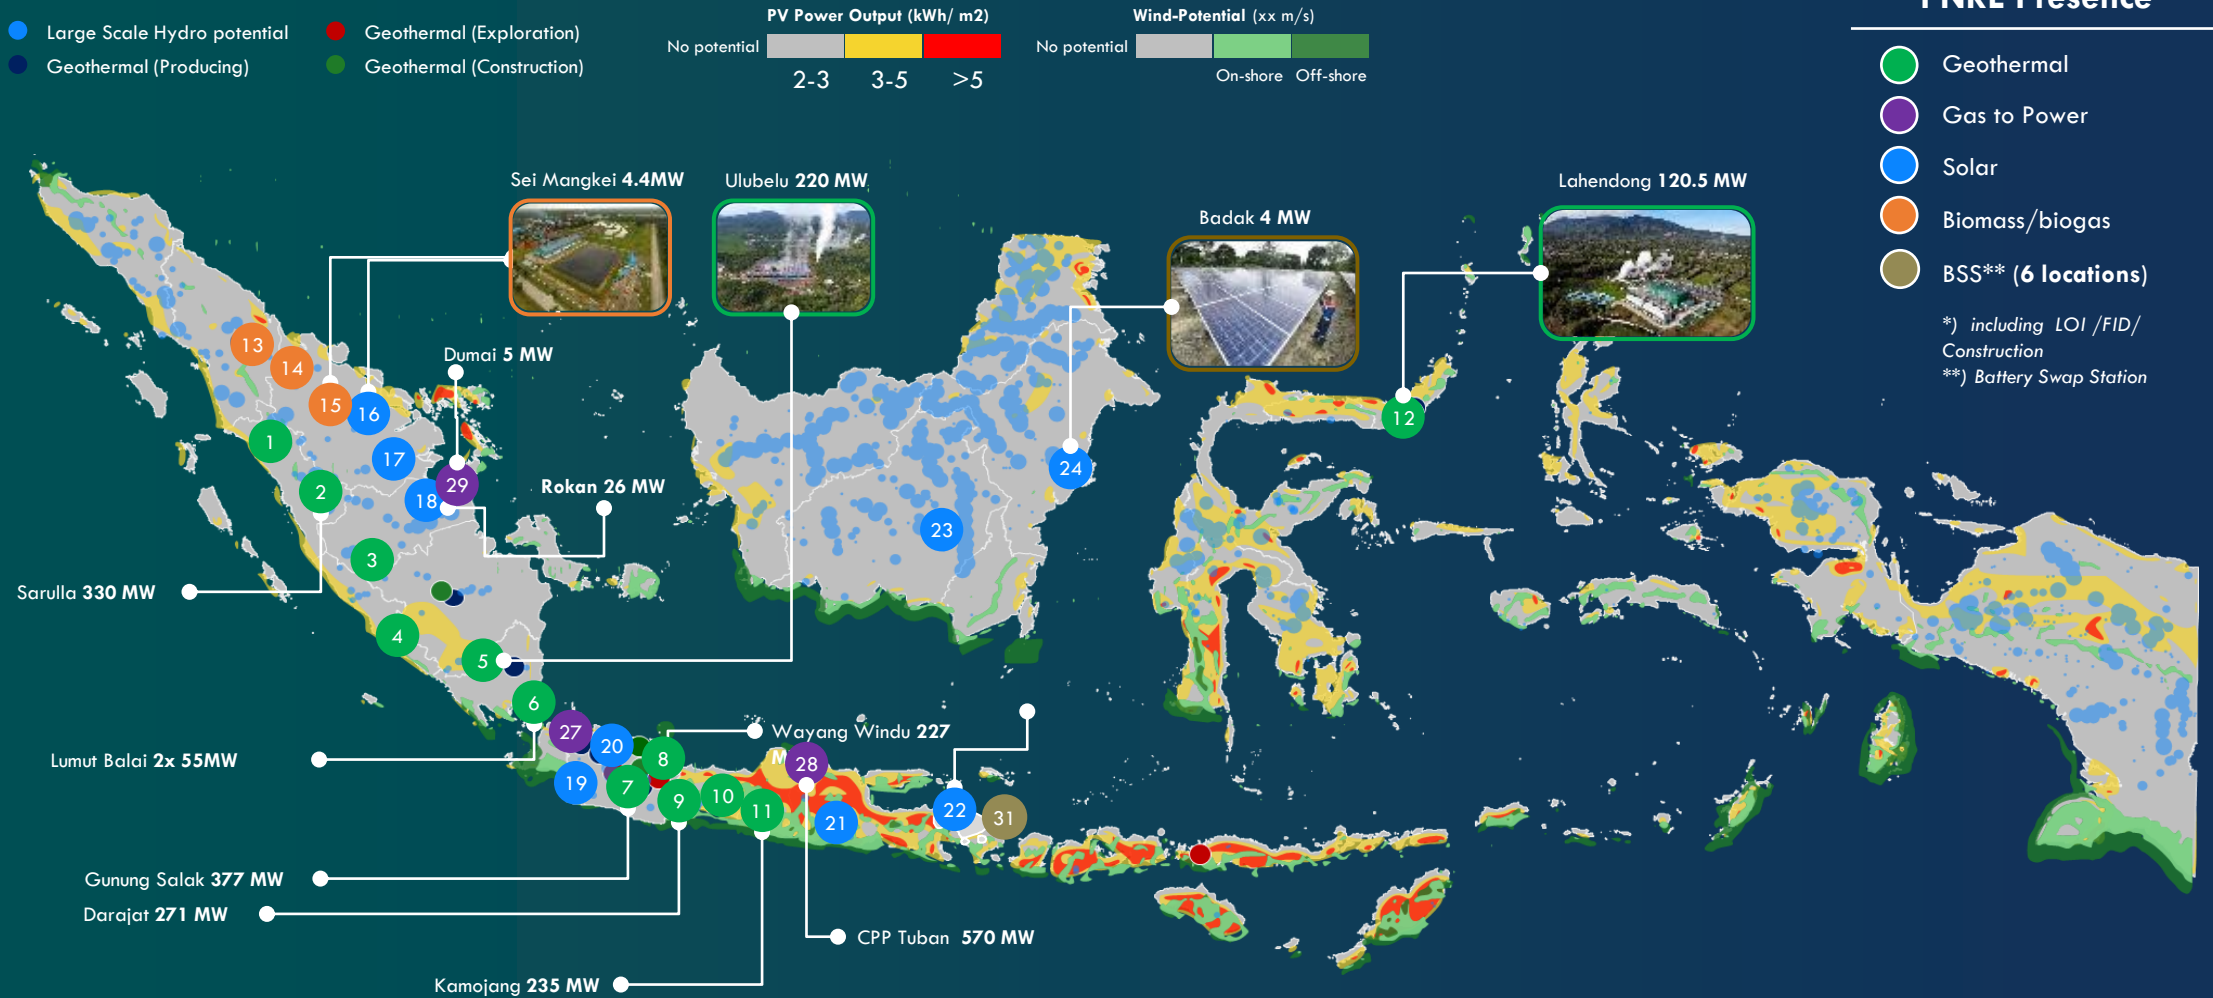 Large Scale Hydro potential
Geothermal (Producing)
Geothermal (Exploration)
Geothermal (Construction)
PV Power Output (kWh/ m2)
No potential
2-3 3-5 >5
Wind-Potential (xx m/s)
No potential
On-shore Off-shore
PNRE Presence
Geothermal
Gas to Power
Solar
Biomass/biogas
BSS** (6 locations)
*) including LOI /FID/
Construction
**) Battery Swap Station
Sei Mangkei 4.4MW
Ulubelu 220 MW
Badak 4 MW
Lahendong 120.5 MW
Dumai 5 MW
Rokan 26 MW
Sarulla 330 MW
Lumut Balai 2x 55MW
Wayang Windu 227
M
Gunung Salak 377 MW
Darajat 271 MW
CPP Tuban 570 MW
Kamojang 235 MW
13
14
15
16
1
17
2
18
29
3
4
5
6
27
20
8
28
19
7
9
10
11
21
22
31
23
24
12